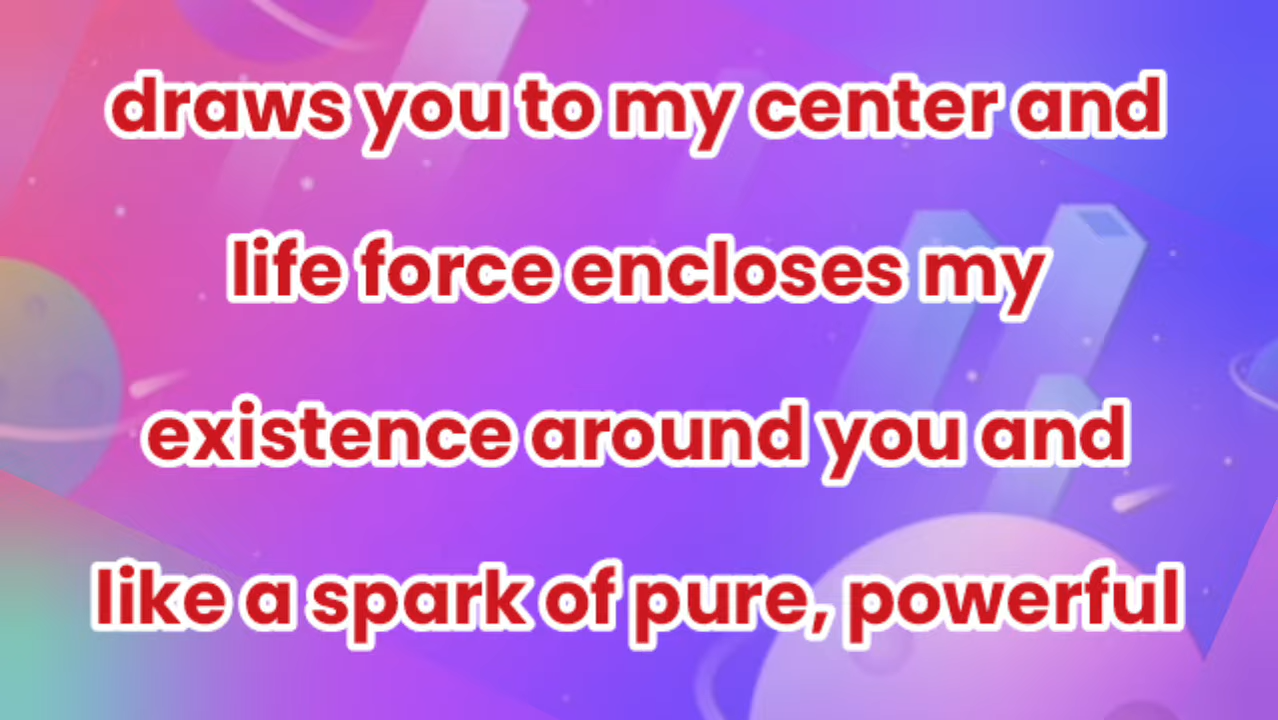 draws you to my center and
life force encloses my
existence around you and
like a spark of pure, powerful